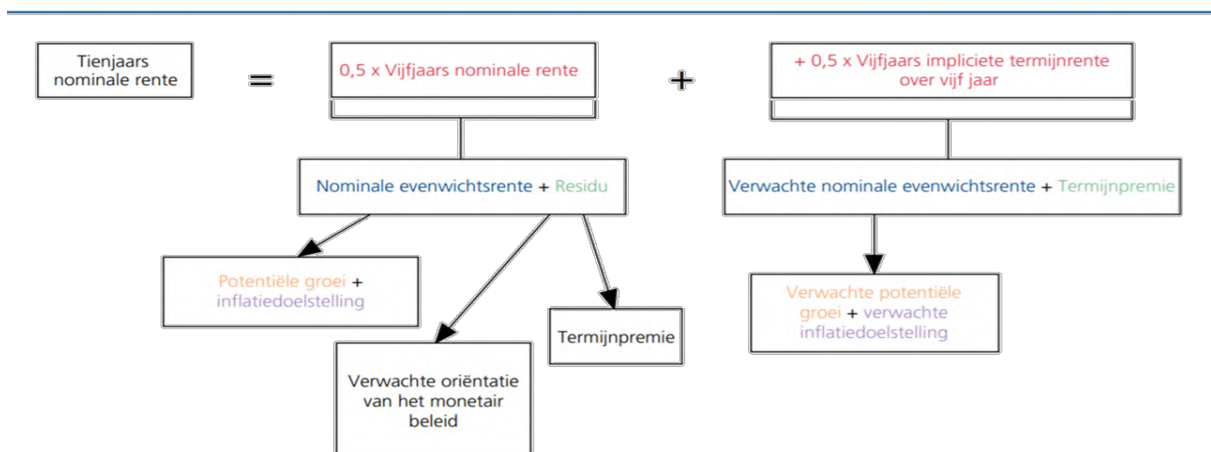 Tienjaars
nominale rente
=
0,5 x Vijfjaars nominale rente
+
+ 0,5 x Vijfjaars impliciete termijnrente
over vijf jaar
Nominale evenwichtsrente + Residu
Verwachte nominale evenwichtsrente + Termijnpremie
Potentiële groei +
inflatiedoelstelling
Verwachte oriëntatie
van het monetair
beleid
Termijnpremie
Verwachte potentiële
groei + verwachte
inflatiedoelstelling